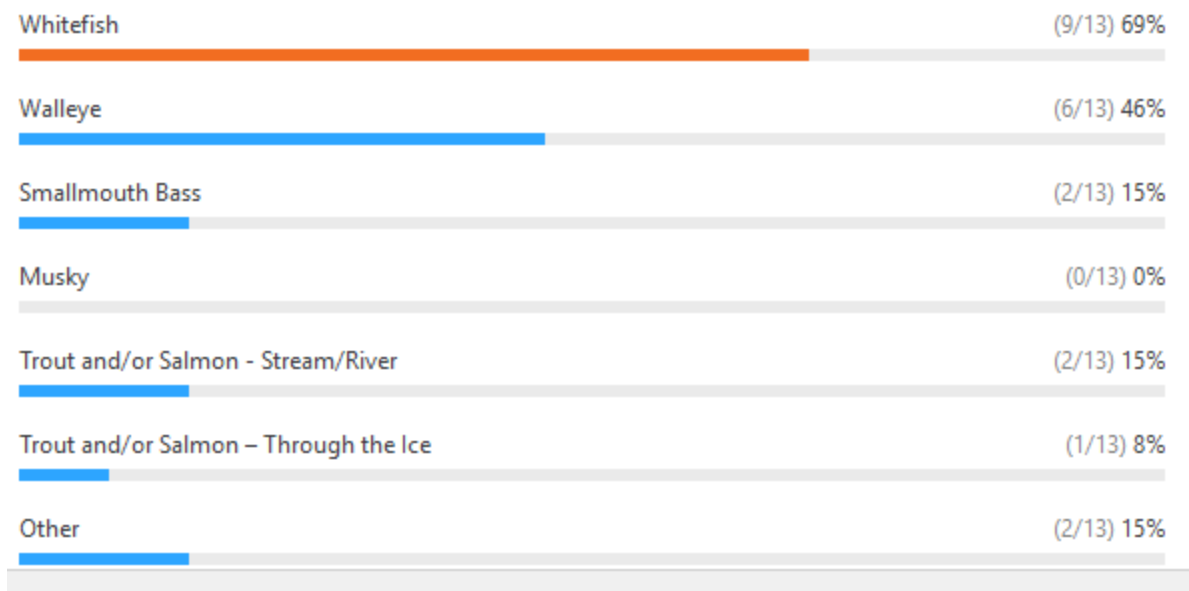 Whitefish (9/13) 69%
Walleye (6/13) 46%
Smallmouth Bass (2/13) 15%
Musky (0/13) 0%
Trout and/or Salmon - Stream/River (2/13) 15%
Trout and/or Salmon – Through the Ice (1/13) 8%
Other (2/13) 15%